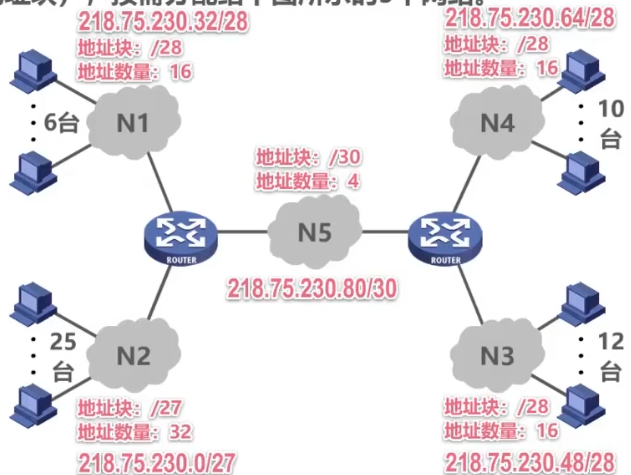 218.75.230.32/28
地址块：/28
地址数量：16
6台
N1
218.75.230.64/28
地址块：/28
地址数量：16
N4
10
台
地址块：/30
地址数量：4
N5
218.75.230.80/30
ROUTER
ROUTER
25
台
N2
地址块：/27
地址数量：32
218.75.230.0/27
N3
12
台
地址块：/28
地址数量：16
218.75.230.48/28